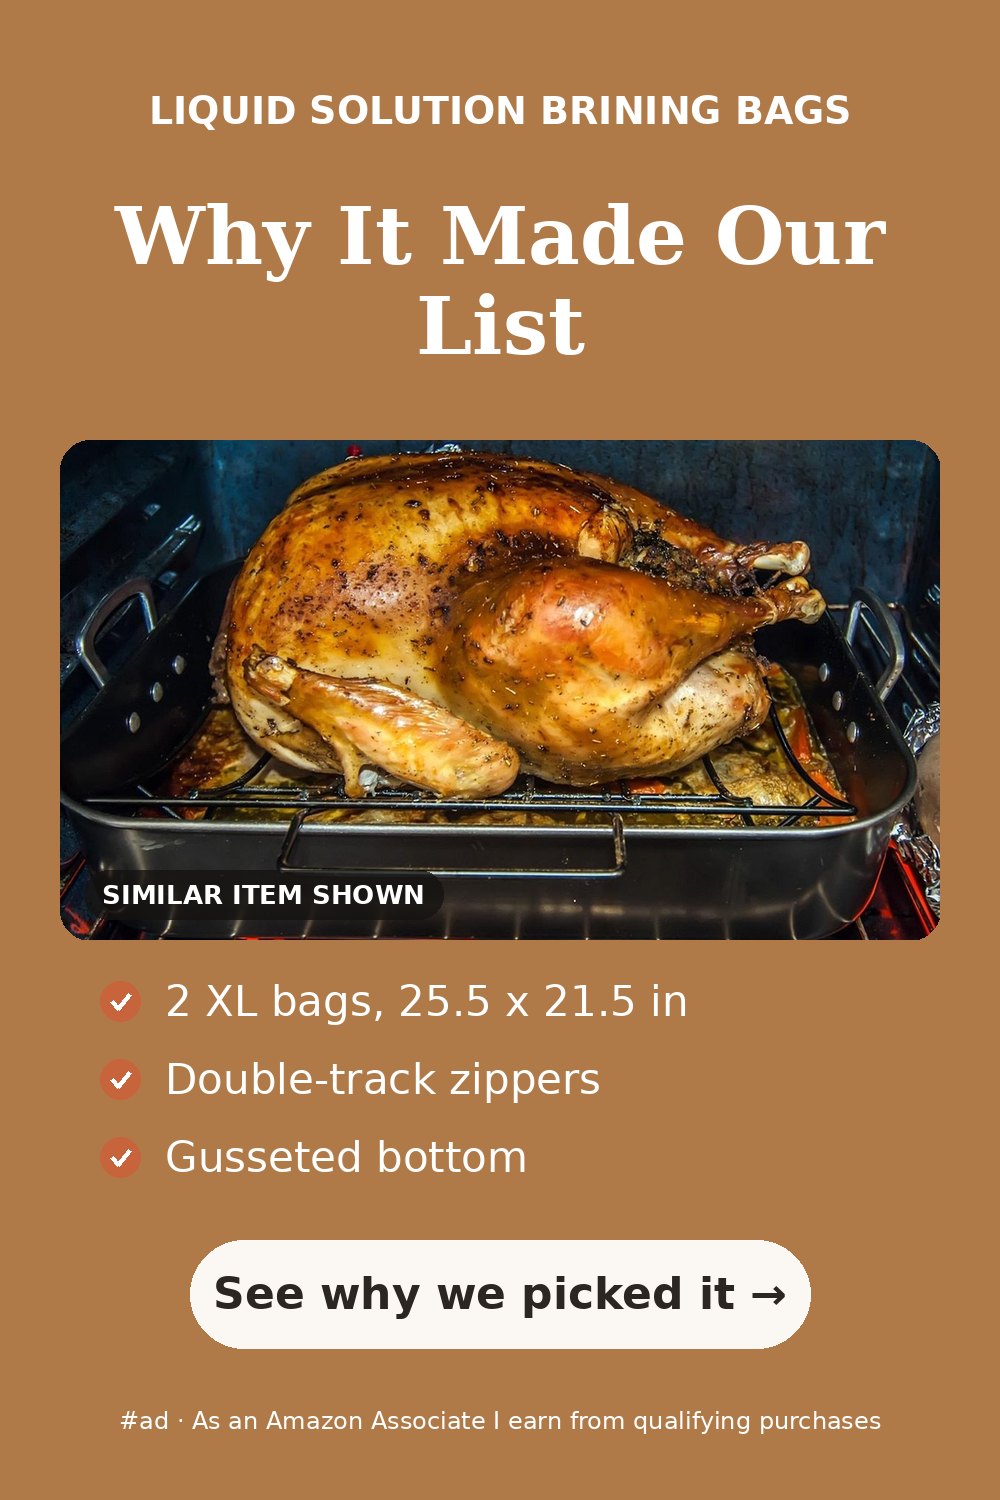 LIQUID SOLUTION BRINING BAGS
Why It Made Our
List
SIMILAR ITEM SHOWN
2 XL bags, 25.5 x 21.5 in
Double-track zippers
Gusseted bottom
See why we picked it →
#ad · As an Amazon Associate I earn from qualifying purchases